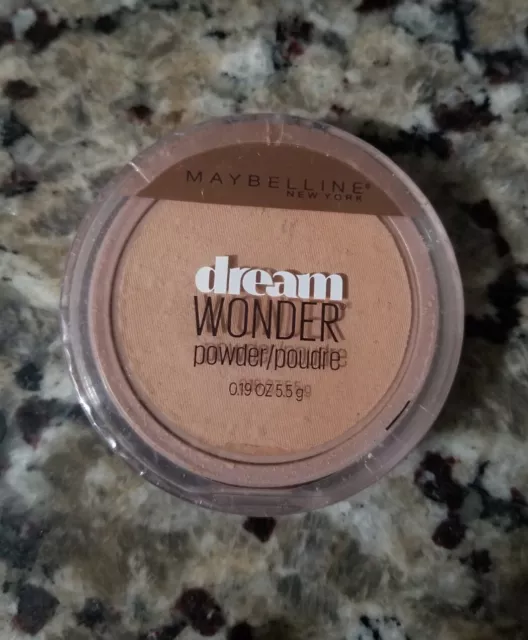 MAYBELLINE®
NEW YORK
dream
WONDER
powder/poudre
0.19 OZ 5.5 g